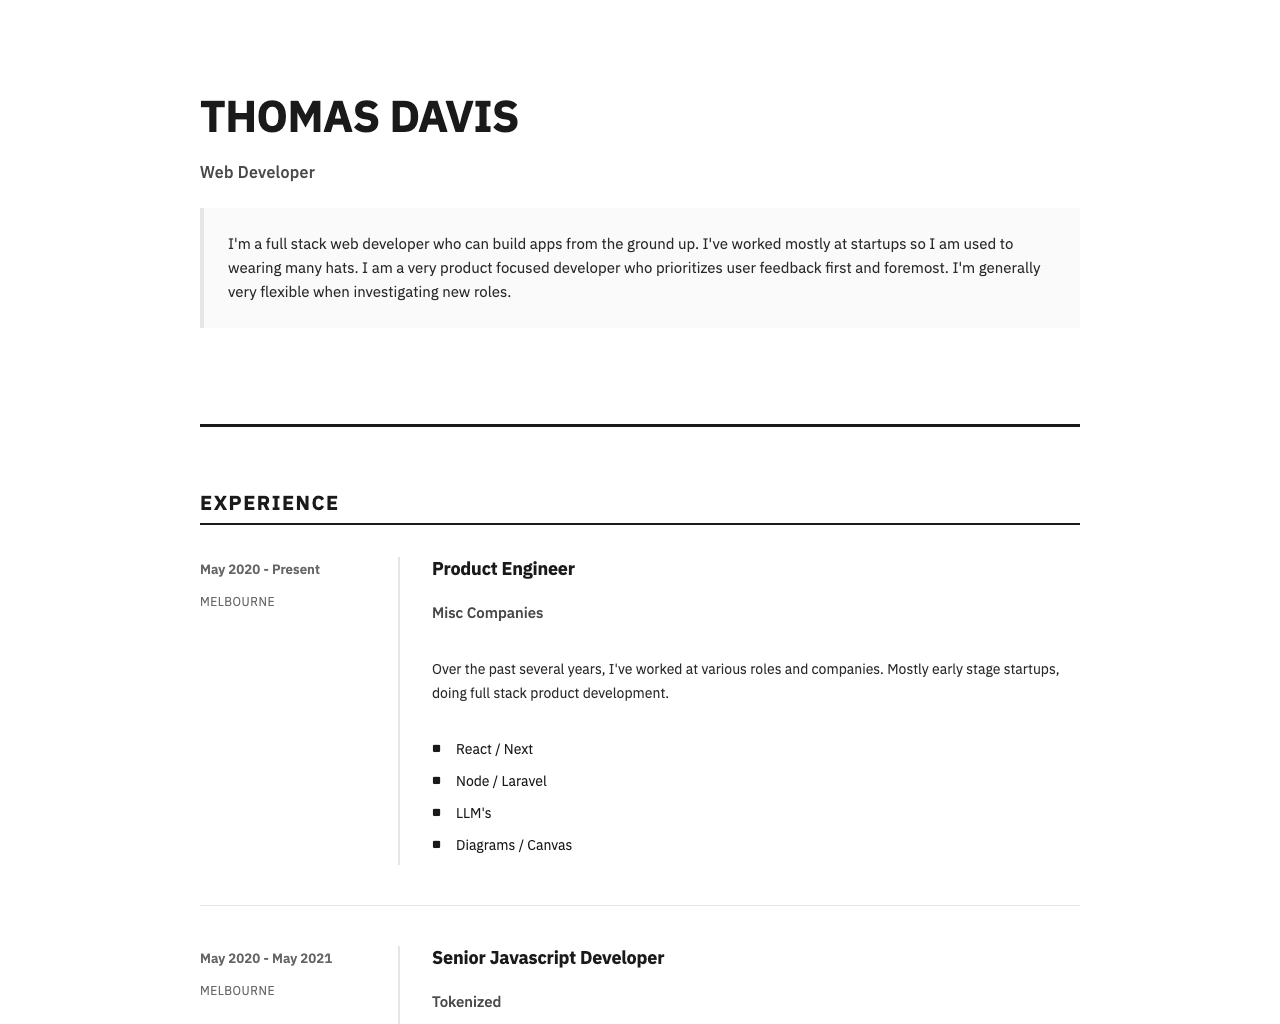 THOMAS DAVIS
Web Developer
I'm a full stack web developer who can build apps from the ground up. I've worked mostly at startups so I am used to
wearing many hats. I am a very product focused developer who prioritizes user feedback first and foremost. I'm generally
very flexible when investigating new roles.
EXPERIENCE
May 2020 - Present
MELBOURNE
Product Engineer
Misc Companies
Over the past several years, I've worked at various roles and companies. Mostly early stage startups,
doing full stack product development.
React / Next
Node / Laravel
LLM's
Diagrams / Canvas
May 2020 - May 2021
MELBOURNE
Senior Javascript Developer
Tokenized